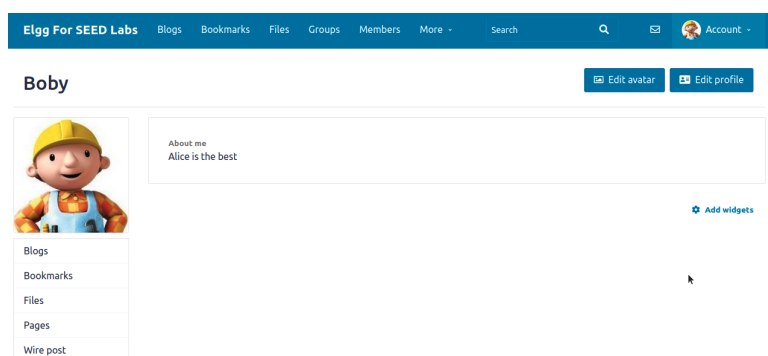 Elgg For SEED Labs Blogs Bookmarks Files Groups Members More Search Account
Boby Edit avatar Edit profile
About me
Alice is the best
Add widgets
Blogs
Bookmarks
Files
Pages
Wire post